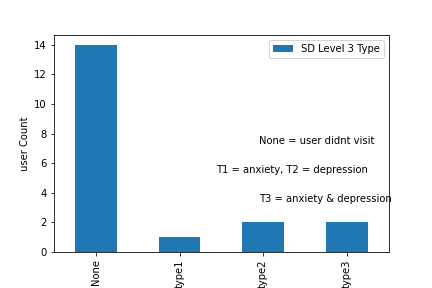 SD Level 3 Type
14
12
10
8
6
4
2
0
user Count
None = user didnt visit
T1 = anxiety, T2 = depression
T3 = anxiety & depression
None
type1
type2
type3